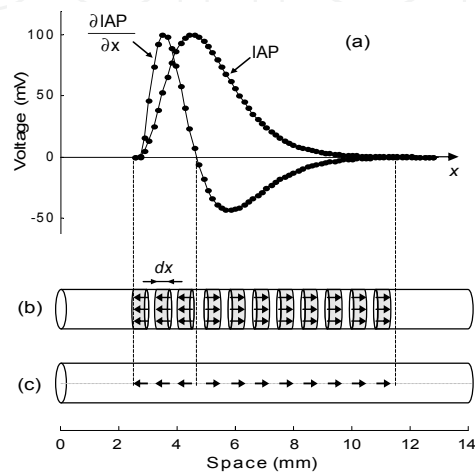 ∂IAP
∂x
(a)
IAP
100
50
0
-50
Voltage (mV)
x
dx
(b)
(c)
0 2 4 6 8 10 12 14
Space (mm)